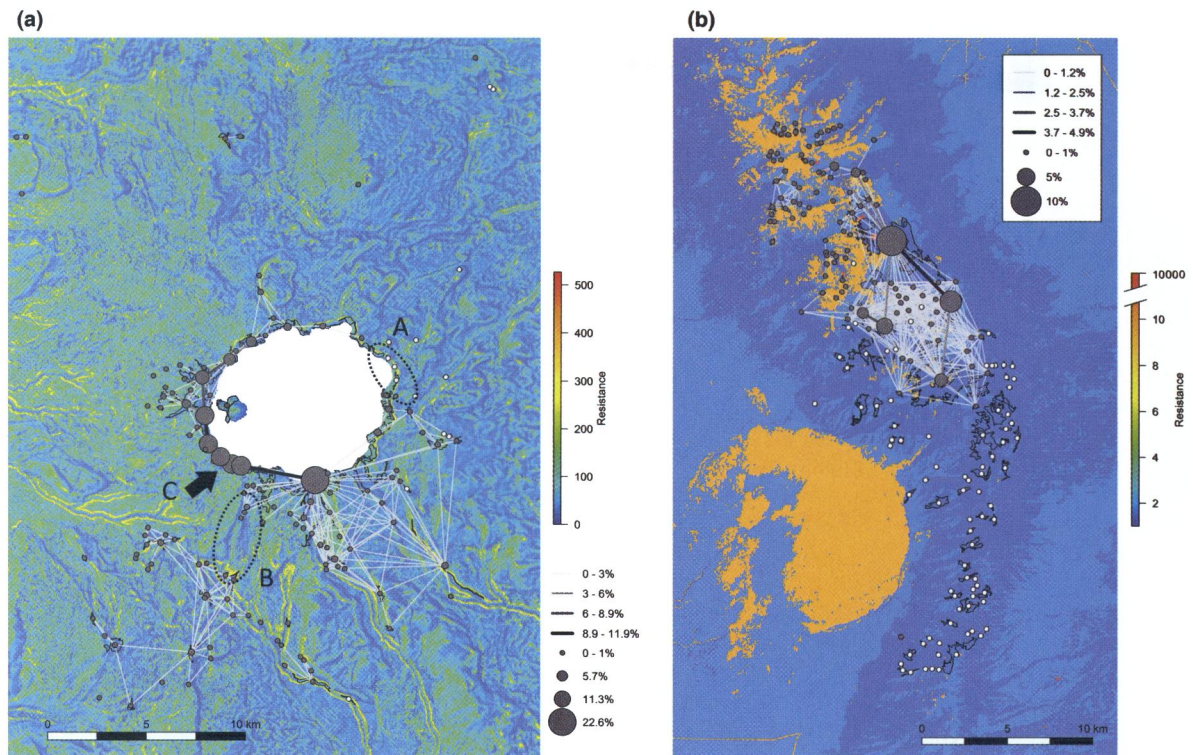 (a)
A
B
C
500
400
300
200
100
0
Resistance
0 - 3%
3 - 6%
6 - 8.9%
8.9 - 11.9%
0 - 1%
5.7%
11.3%
22.6%
0 5 10 km
(b)
0 - 1.2%
1.2 - 2.5%
2.5 - 3.7%
3.7 - 4.9%
0 - 1%
5%
10%
10000
10
8
6
4
2
Resistance
0 5 10 km